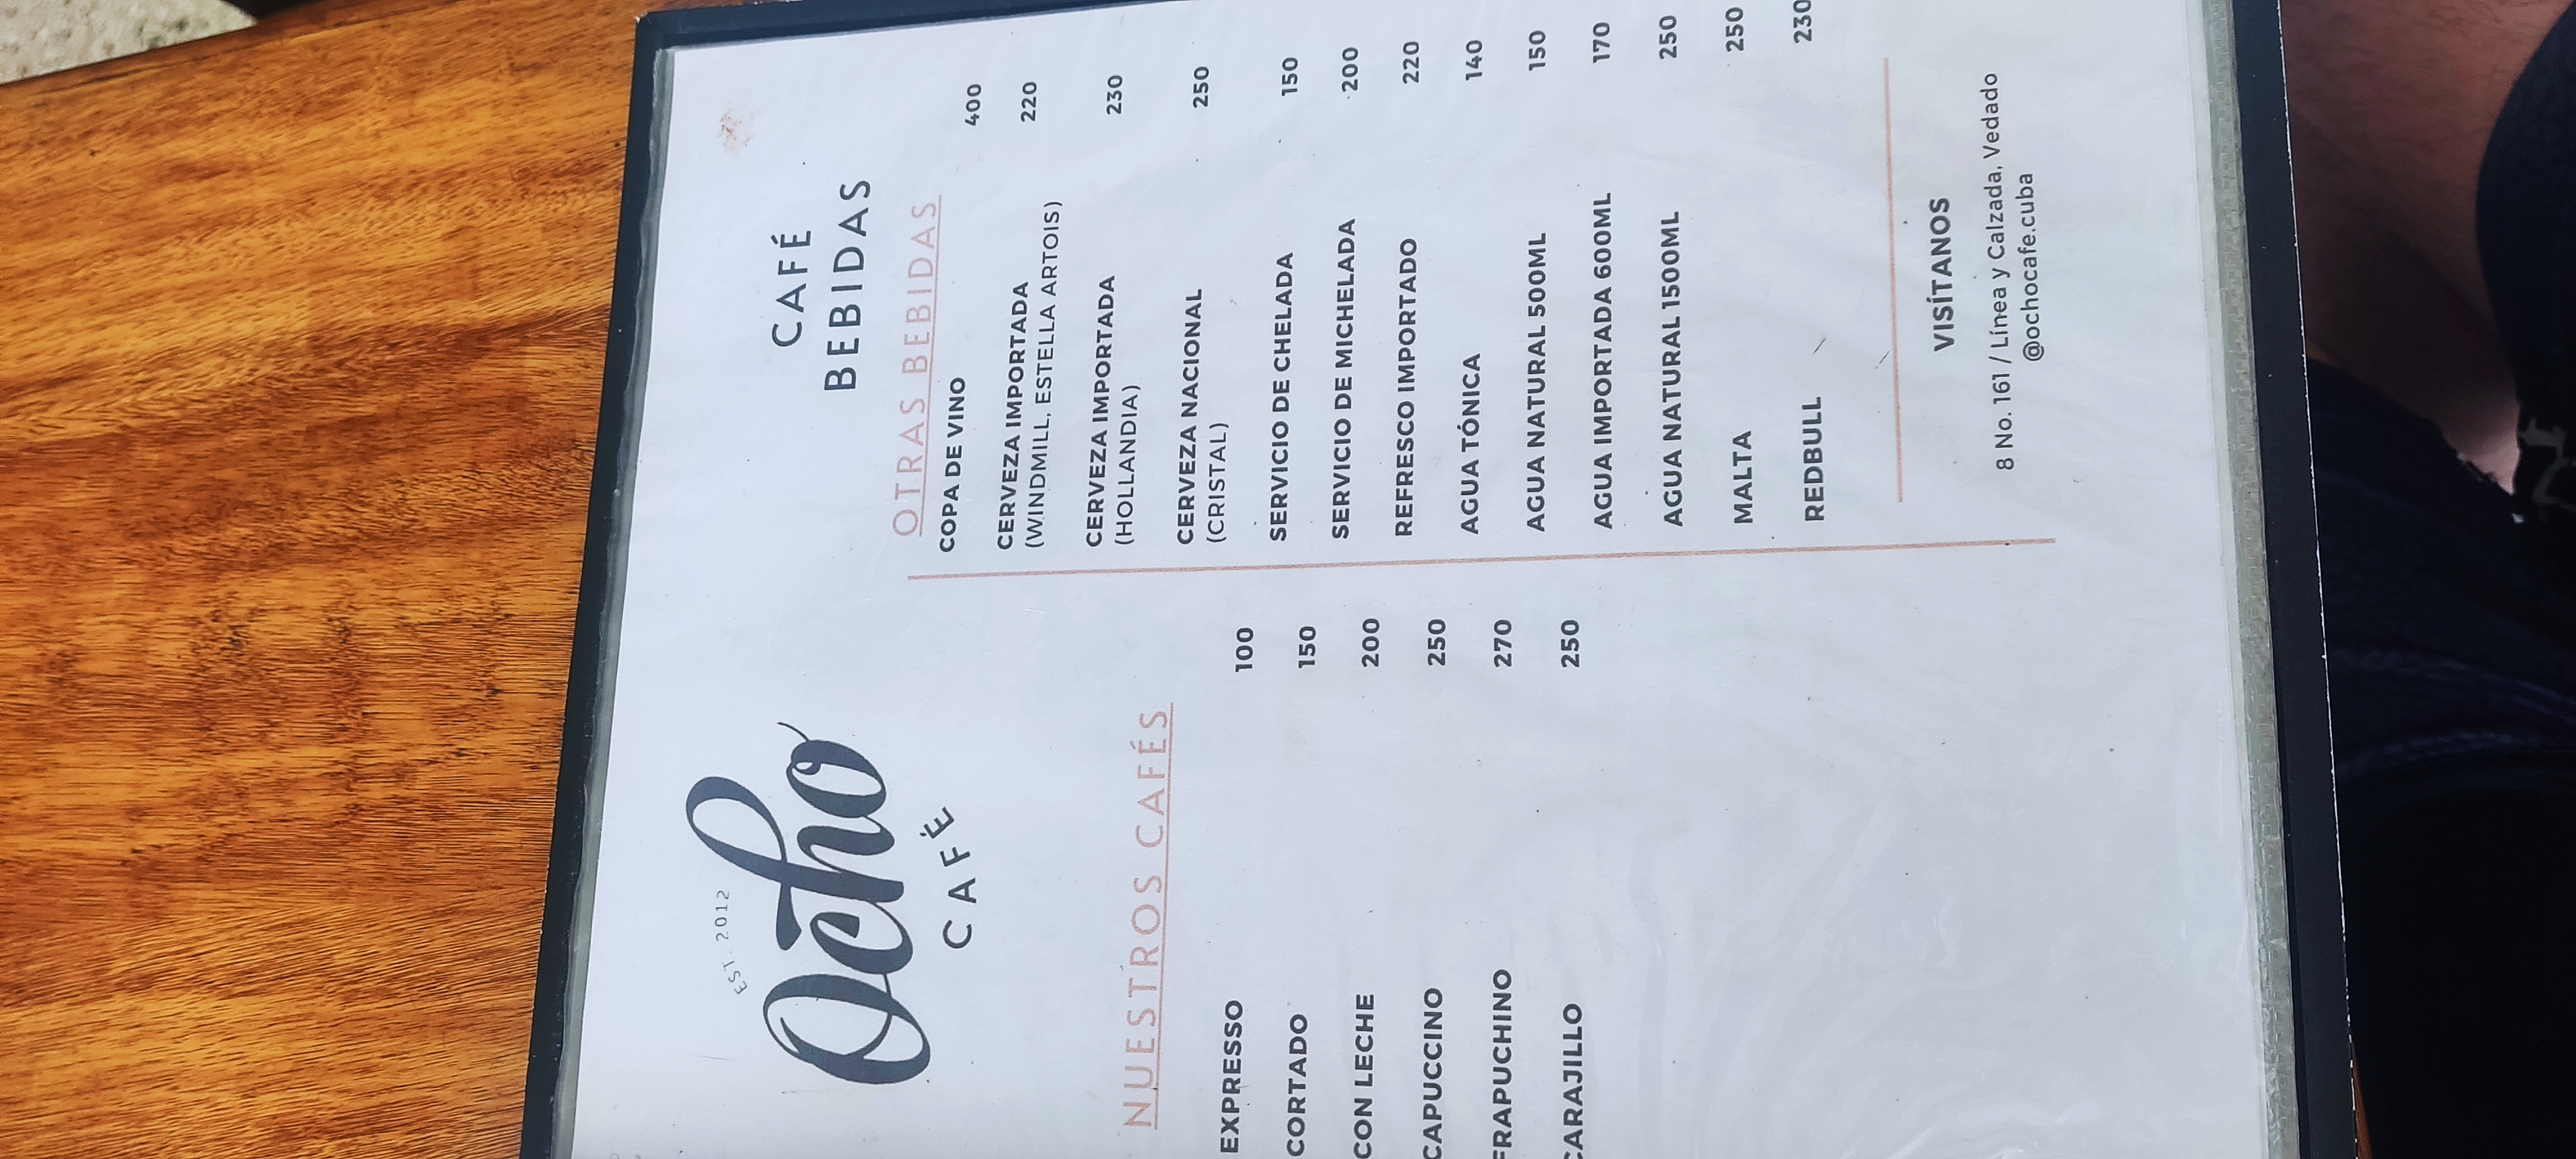 EST. 2012
Ocho
CAFÉ
NUESTROS CAFÉS
EXPRESSO 100
CORTADO 150
CON LECHE 200
CAPUCCINO 250
FRAPUCHINO 270
CARAJILLO 250
CAFÉ
BEBIDAS
OTRAS BEBIDAS
COPA DE VINO 400
CERVEZA IMPORTADA 220
(WINDMILL, ESTELLA ARTOIS)
CERVEZA IMPORTADA 230
(HOLLANDIA)
CERVEZA NACIONAL 250
(CRISTAL)
SERVICIO DE CHELADA 150
SERVICIO DE MICHELADA 200
REFRESCO IMPORTADO 220
AGUA TÓNICA 140
AGUA NATURAL 500ML 150
AGUA IMPORTADA 600ML 170
AGUA NATURAL 1500ML 250
MALTA 250
REDBULL 230
VISÍTANOS
8 No. 161 / Línea y Calzada, Vedado
@ochocafe.cuba